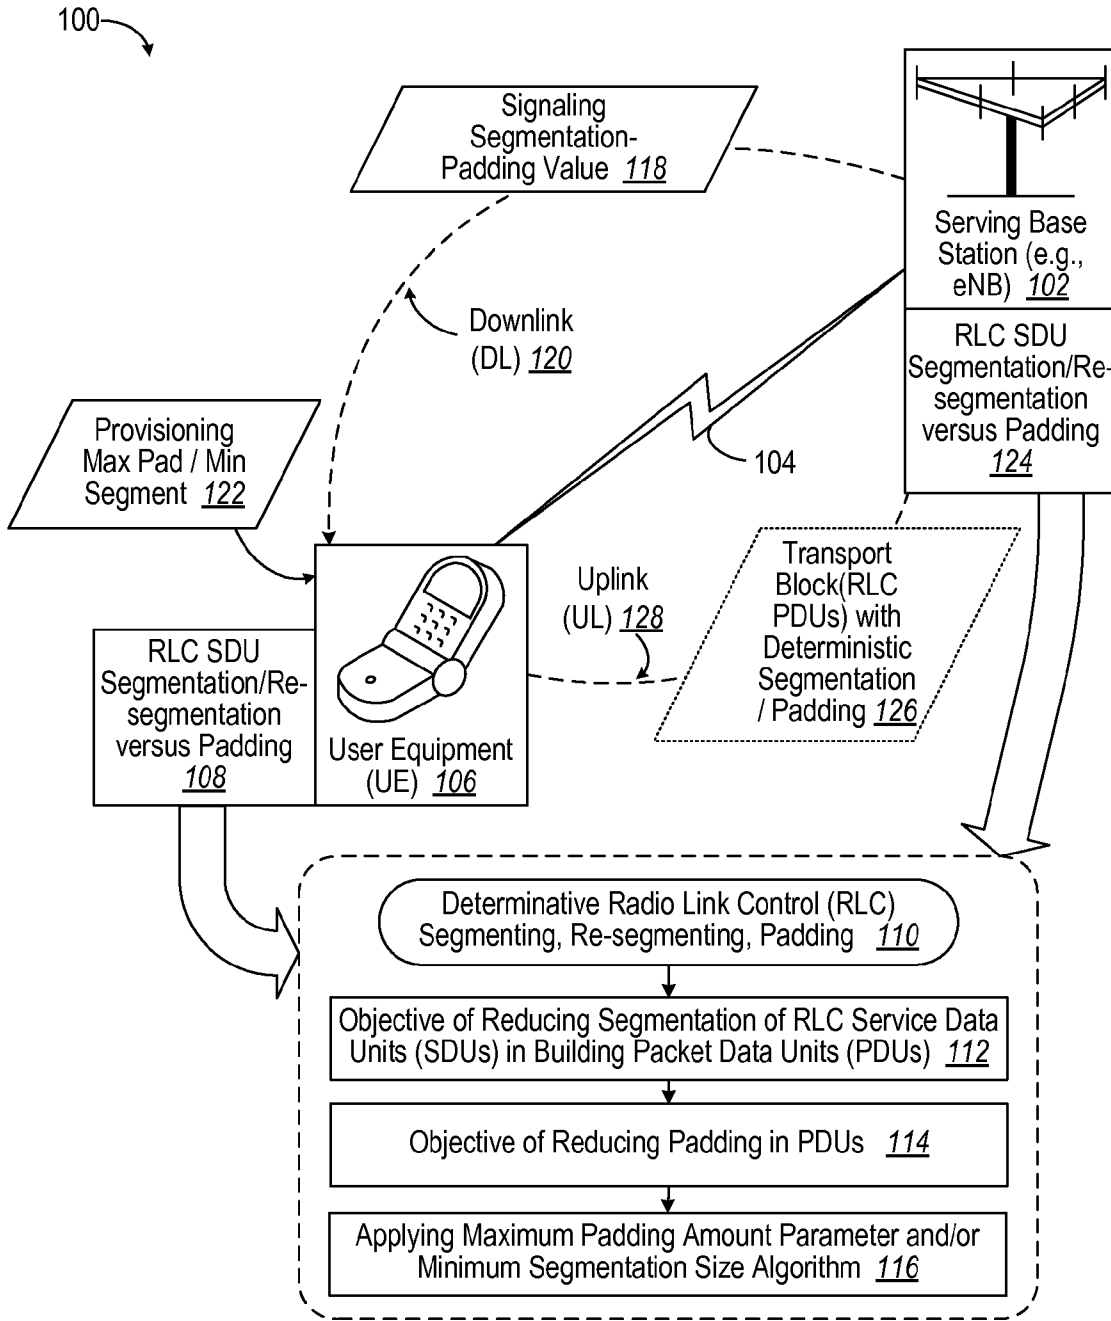 100
Signaling
Segmentation-
Padding Value 118
Serving Base
Station (e.g.,
eNB) 102
Downlink
(DL) 120
RLC SDU
Segmentation/Re-
segmentation
versus Padding
124
Provisioning
Max Pad / Min
Segment 122
104
Uplink
(UL) 128
Transport
Block(RLC
PDUs) with
Deterministic
Segmentation
/ Padding 126
RLC SDU
Segmentation/Re-
segmentation
versus Padding
108
User Equipment
(UE) 106
Determinative Radio Link Control (RLC)
Segmenting, Re-segmenting, Padding 110
Objective of Reducing Segmentation of RLC Service Data
Units (SDUs) in Building Packet Data Units (PDUs) 112
Objective of Reducing Padding in PDUs 114
Applying Maximum Padding Amount Parameter and/or
Minimum Segmentation Size Algorithm 116